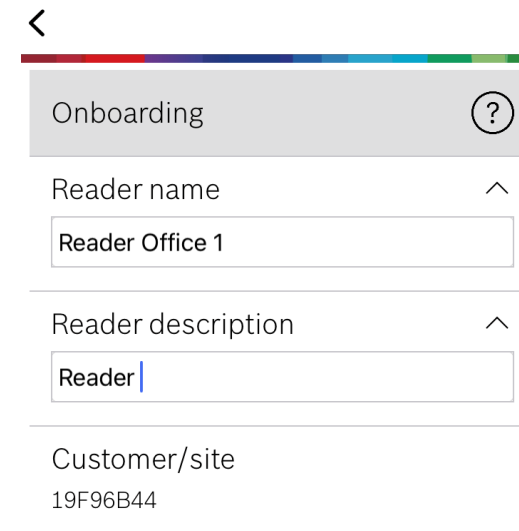 Onboarding
?
Reader name
Reader Office 1
Reader description
Reader
Customer/site
19F96B44